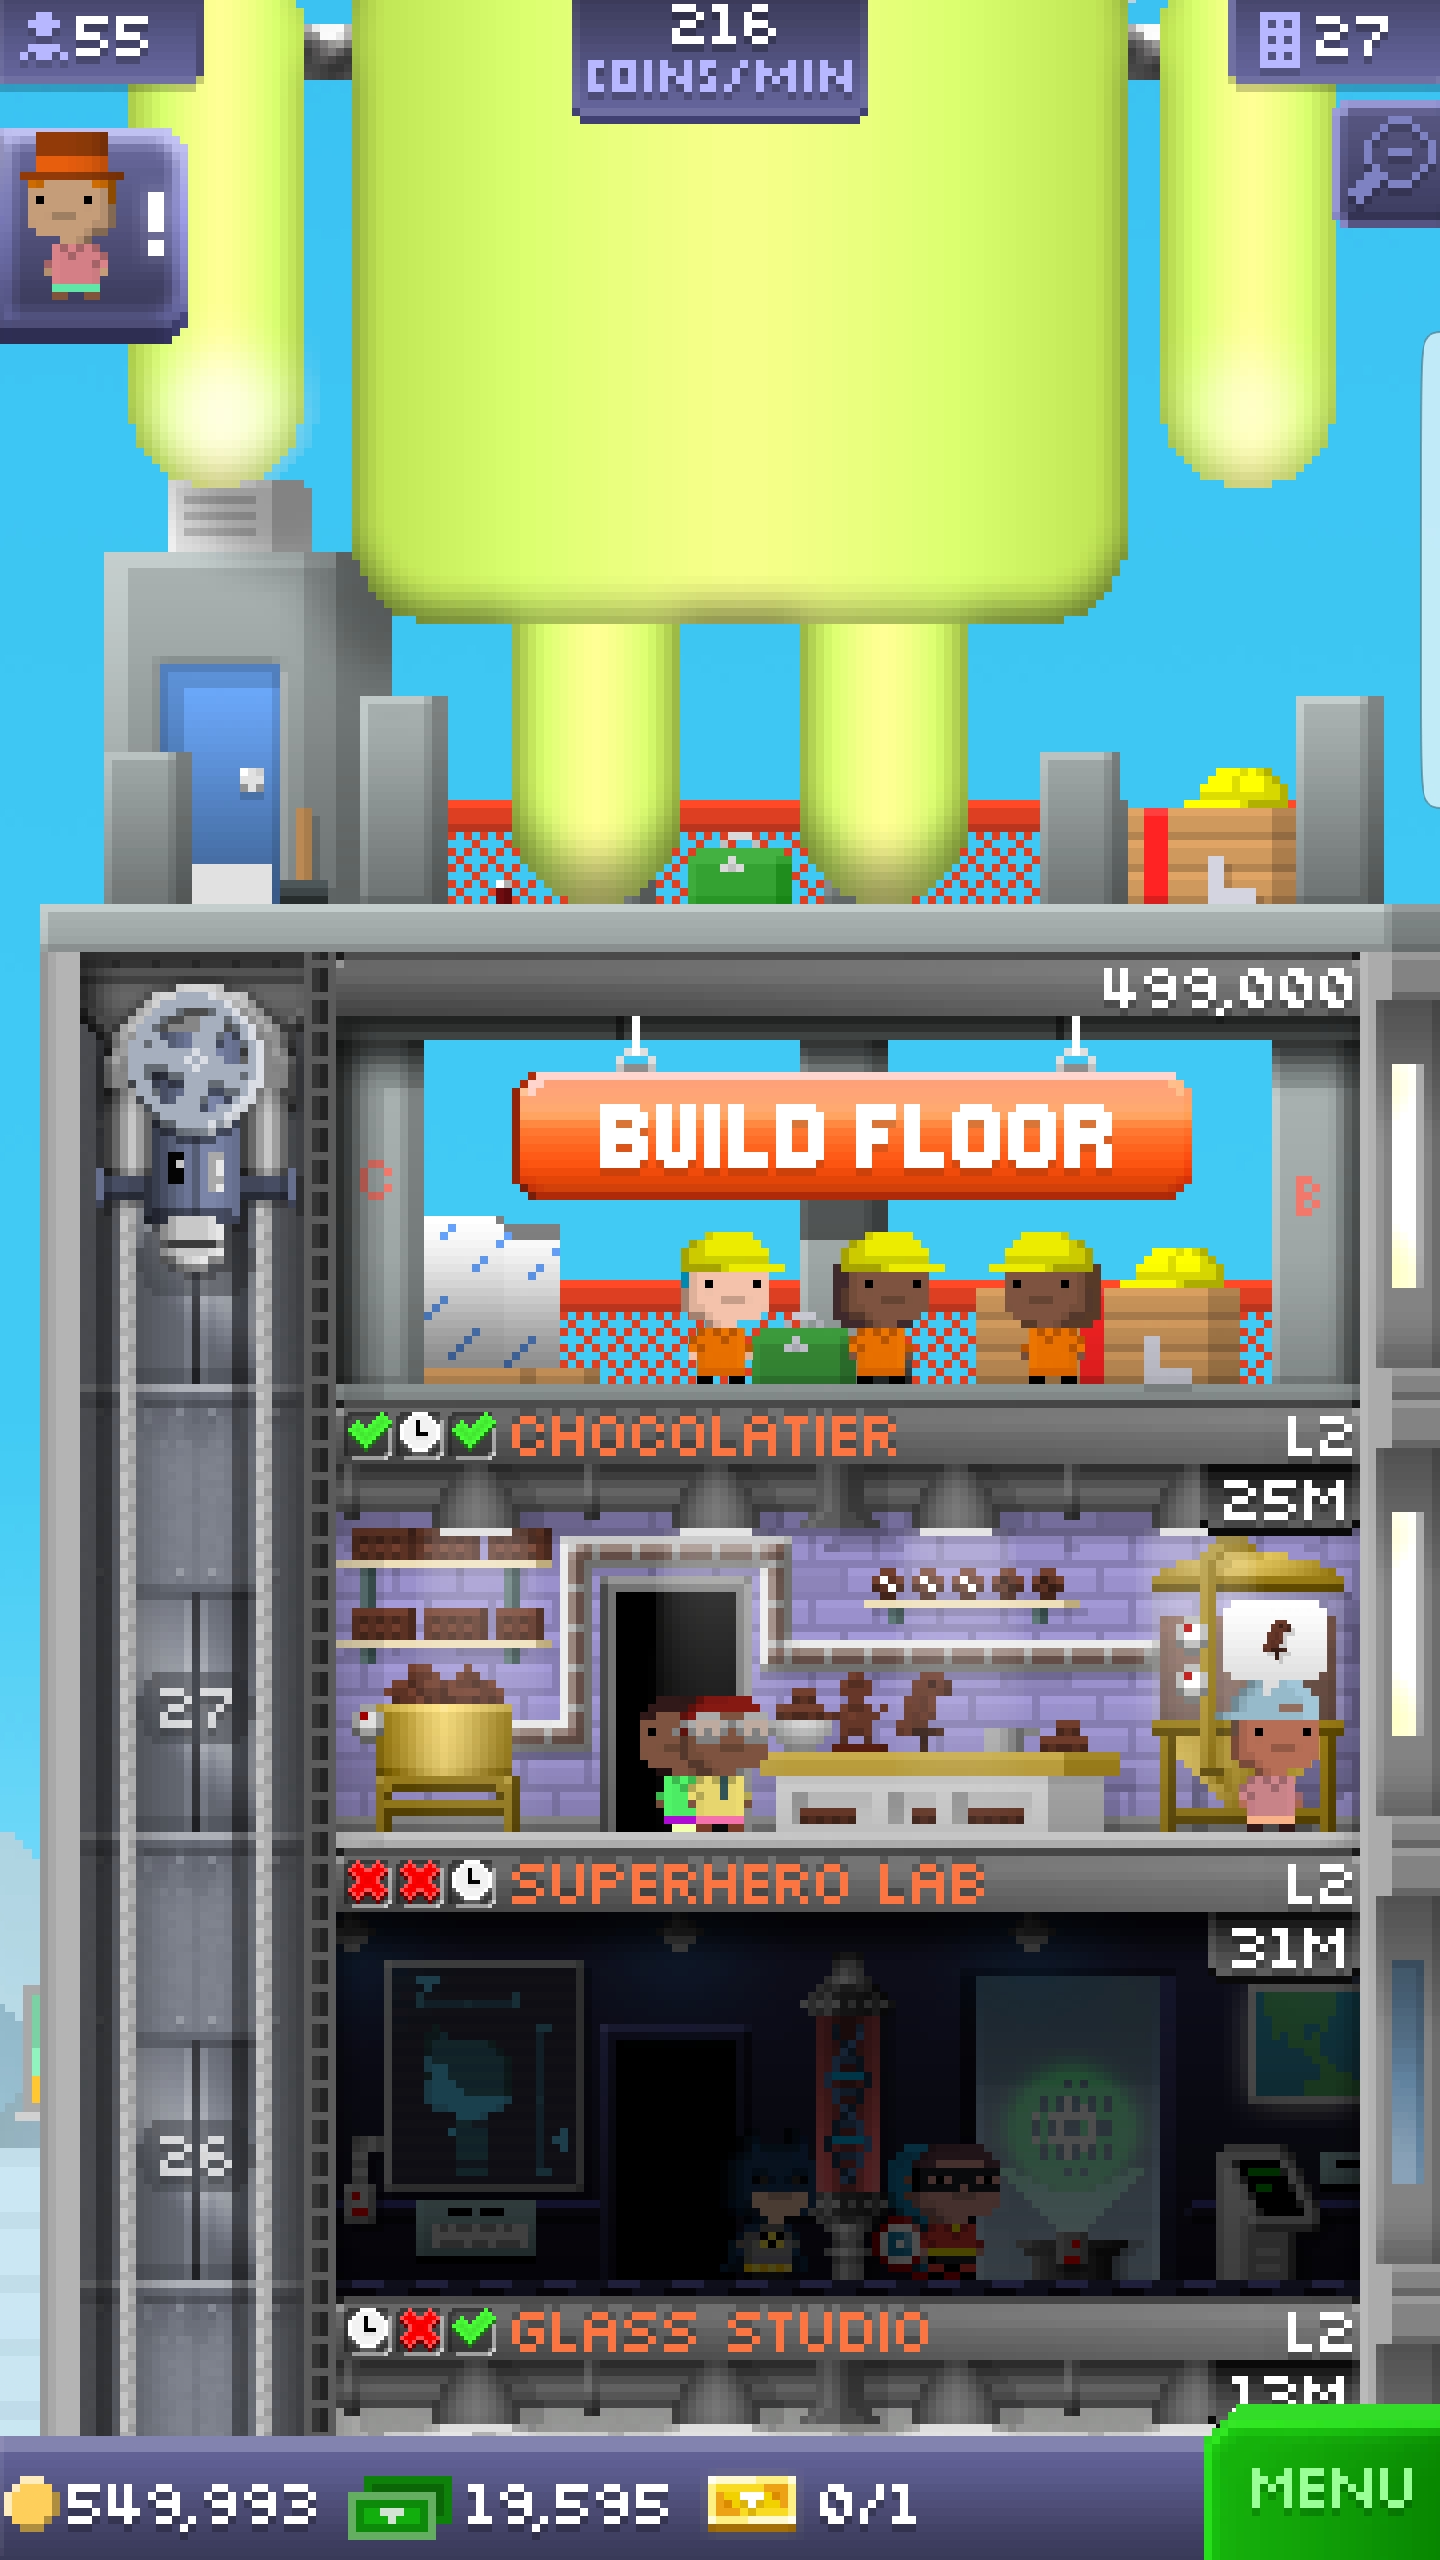 55
216
COINS/MIN
27
!
499,000
C
BUILD FLOOR
B
CHOCOLATIER L2
25M
27
SUPERHERO LAB L2
31M
26
GLASS STUDIO L2
13M
549,993 19,595 0/1
MENU